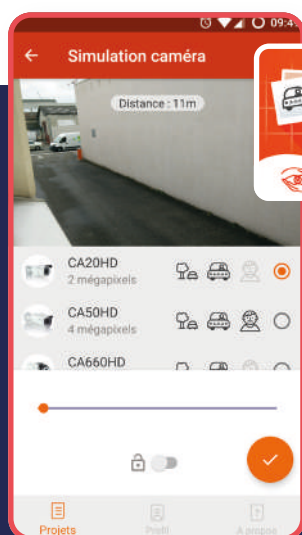 09:4
Simulation caméra
Distance : 11m
CA20HD
2 mégapixels
CA50HD
4 mégapixels
CA660HD
Projets
Profil
A propos